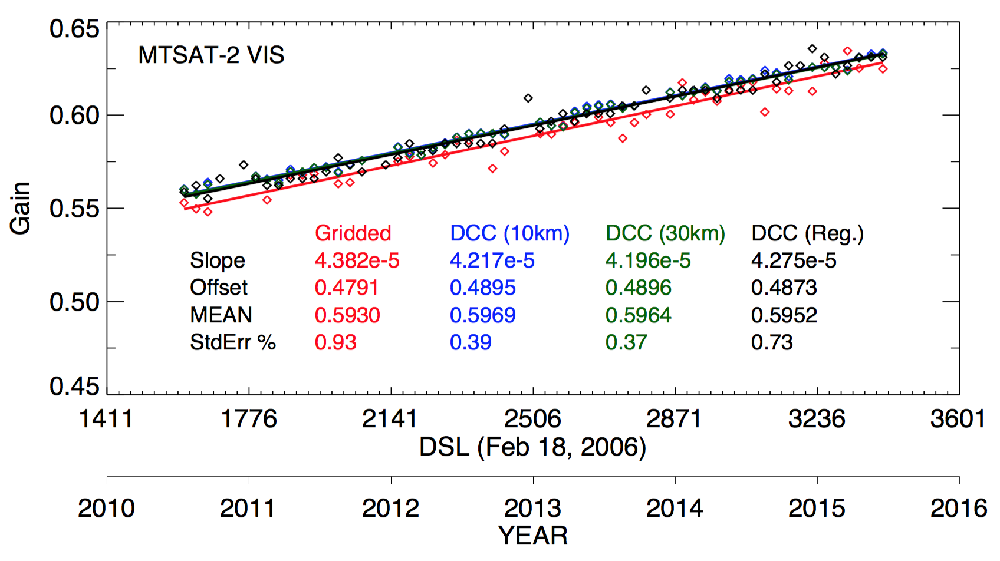 0.65
MTSAT-2 VIS
0.60
0.55
Gain
Gridded DCC (10km) DCC (30km) DCC (Reg.)
Slope 4.382e-5 4.217e-5 4.196e-5 4.275e-5
Offset 0.4791 0.4895 0.4896 0.4873
0.50
MEAN 0.5930 0.5969 0.5964 0.5952
StdErr % 0.93 0.39 0.37 0.73
0.45
1411 1776 2141 2506 2871 3236 3601
DSL (Feb 18, 2006)
2010 2011 2012 2013 2014 2015 2016
YEAR